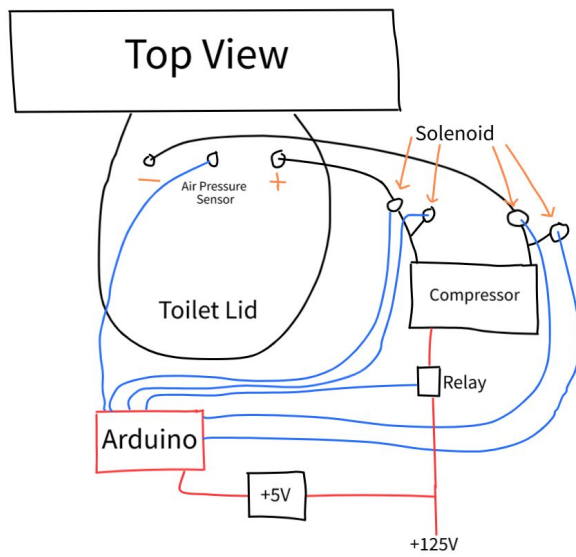 Top View
Solenoid
− Air Pressure +
Sensor
Compressor
Toilet Lid
Relay
Arduino
+5V
+125V